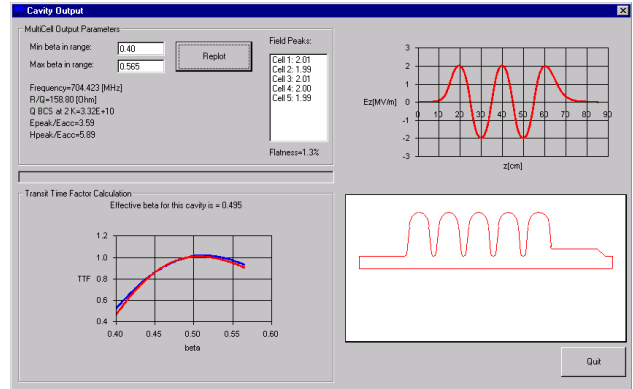 Cavity Output
MultiCell Output Parameters
Min beta in range: 0.40
Max beta in range: 0.565
Replot
Frequency=704.423 [MHz]
R/Q=158.80 [Ohm]
Q BCS at 2 K=3.32E+10
Epeak/Eacc=3.59
Hpeak/Eacc=5.89
Field Peaks:
Cell 1: 2.01
Cell 2: 1.99
Cell 3: 2.01
Cell 4: 2.00
Cell 5: 1.99
Flatness=1.3%
3
2
1
0
-1
-2
-3
Ez[MV/m]
0 10 20 30 40 50 60 70 80 90
z[cm]
Transit Time Factor Calculation
Effective beta for this cavity is = 0.495
1.2
1.0
0.8
0.6
0.4
TTF
0.40 0.45 0.50 0.55 0.60
beta
Quit